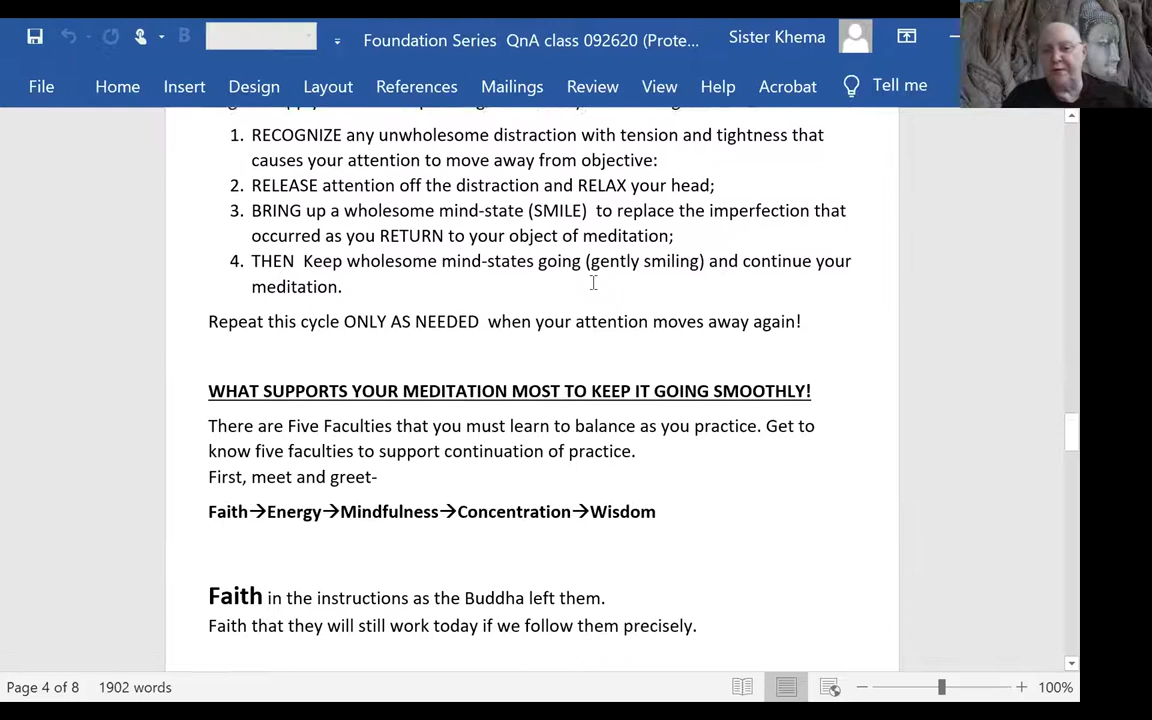 Foundation Series QnA class 092620 (Prote...
Sister Khema
File
Home
Insert
Design
Layout
References
Mailings
Review
View
Help
Acrobat
Tell me
1. RECOGNIZE any unwholesome distraction with tension and tightness that
causes your attention to move away from objective:
2. RELEASE attention off the distraction and RELAX your head;
3. BRING up a wholesome mind-state (SMILE) to replace the imperfection that
occurred as you RETURN to your object of meditation;
4. THEN Keep wholesome mind-states going (gently smiling) and continue your
meditation.
Repeat this cycle ONLY AS NEEDED when your attention moves away again!
WHAT SUPPORTS YOUR MEDITATION MOST TO KEEP IT GOING SMOOTHLY!
There are Five Faculties that you must learn to balance as you practice. Get to
know five faculties to support continuation of practice.
First, meet and greet-
Faith→Energy→Mindfulness→Concentration→Wisdom
Faith in the instructions as the Buddha left them.
Faith that they will still work today if we follow them precisely.
Page 4 of 8
1902 words
100%